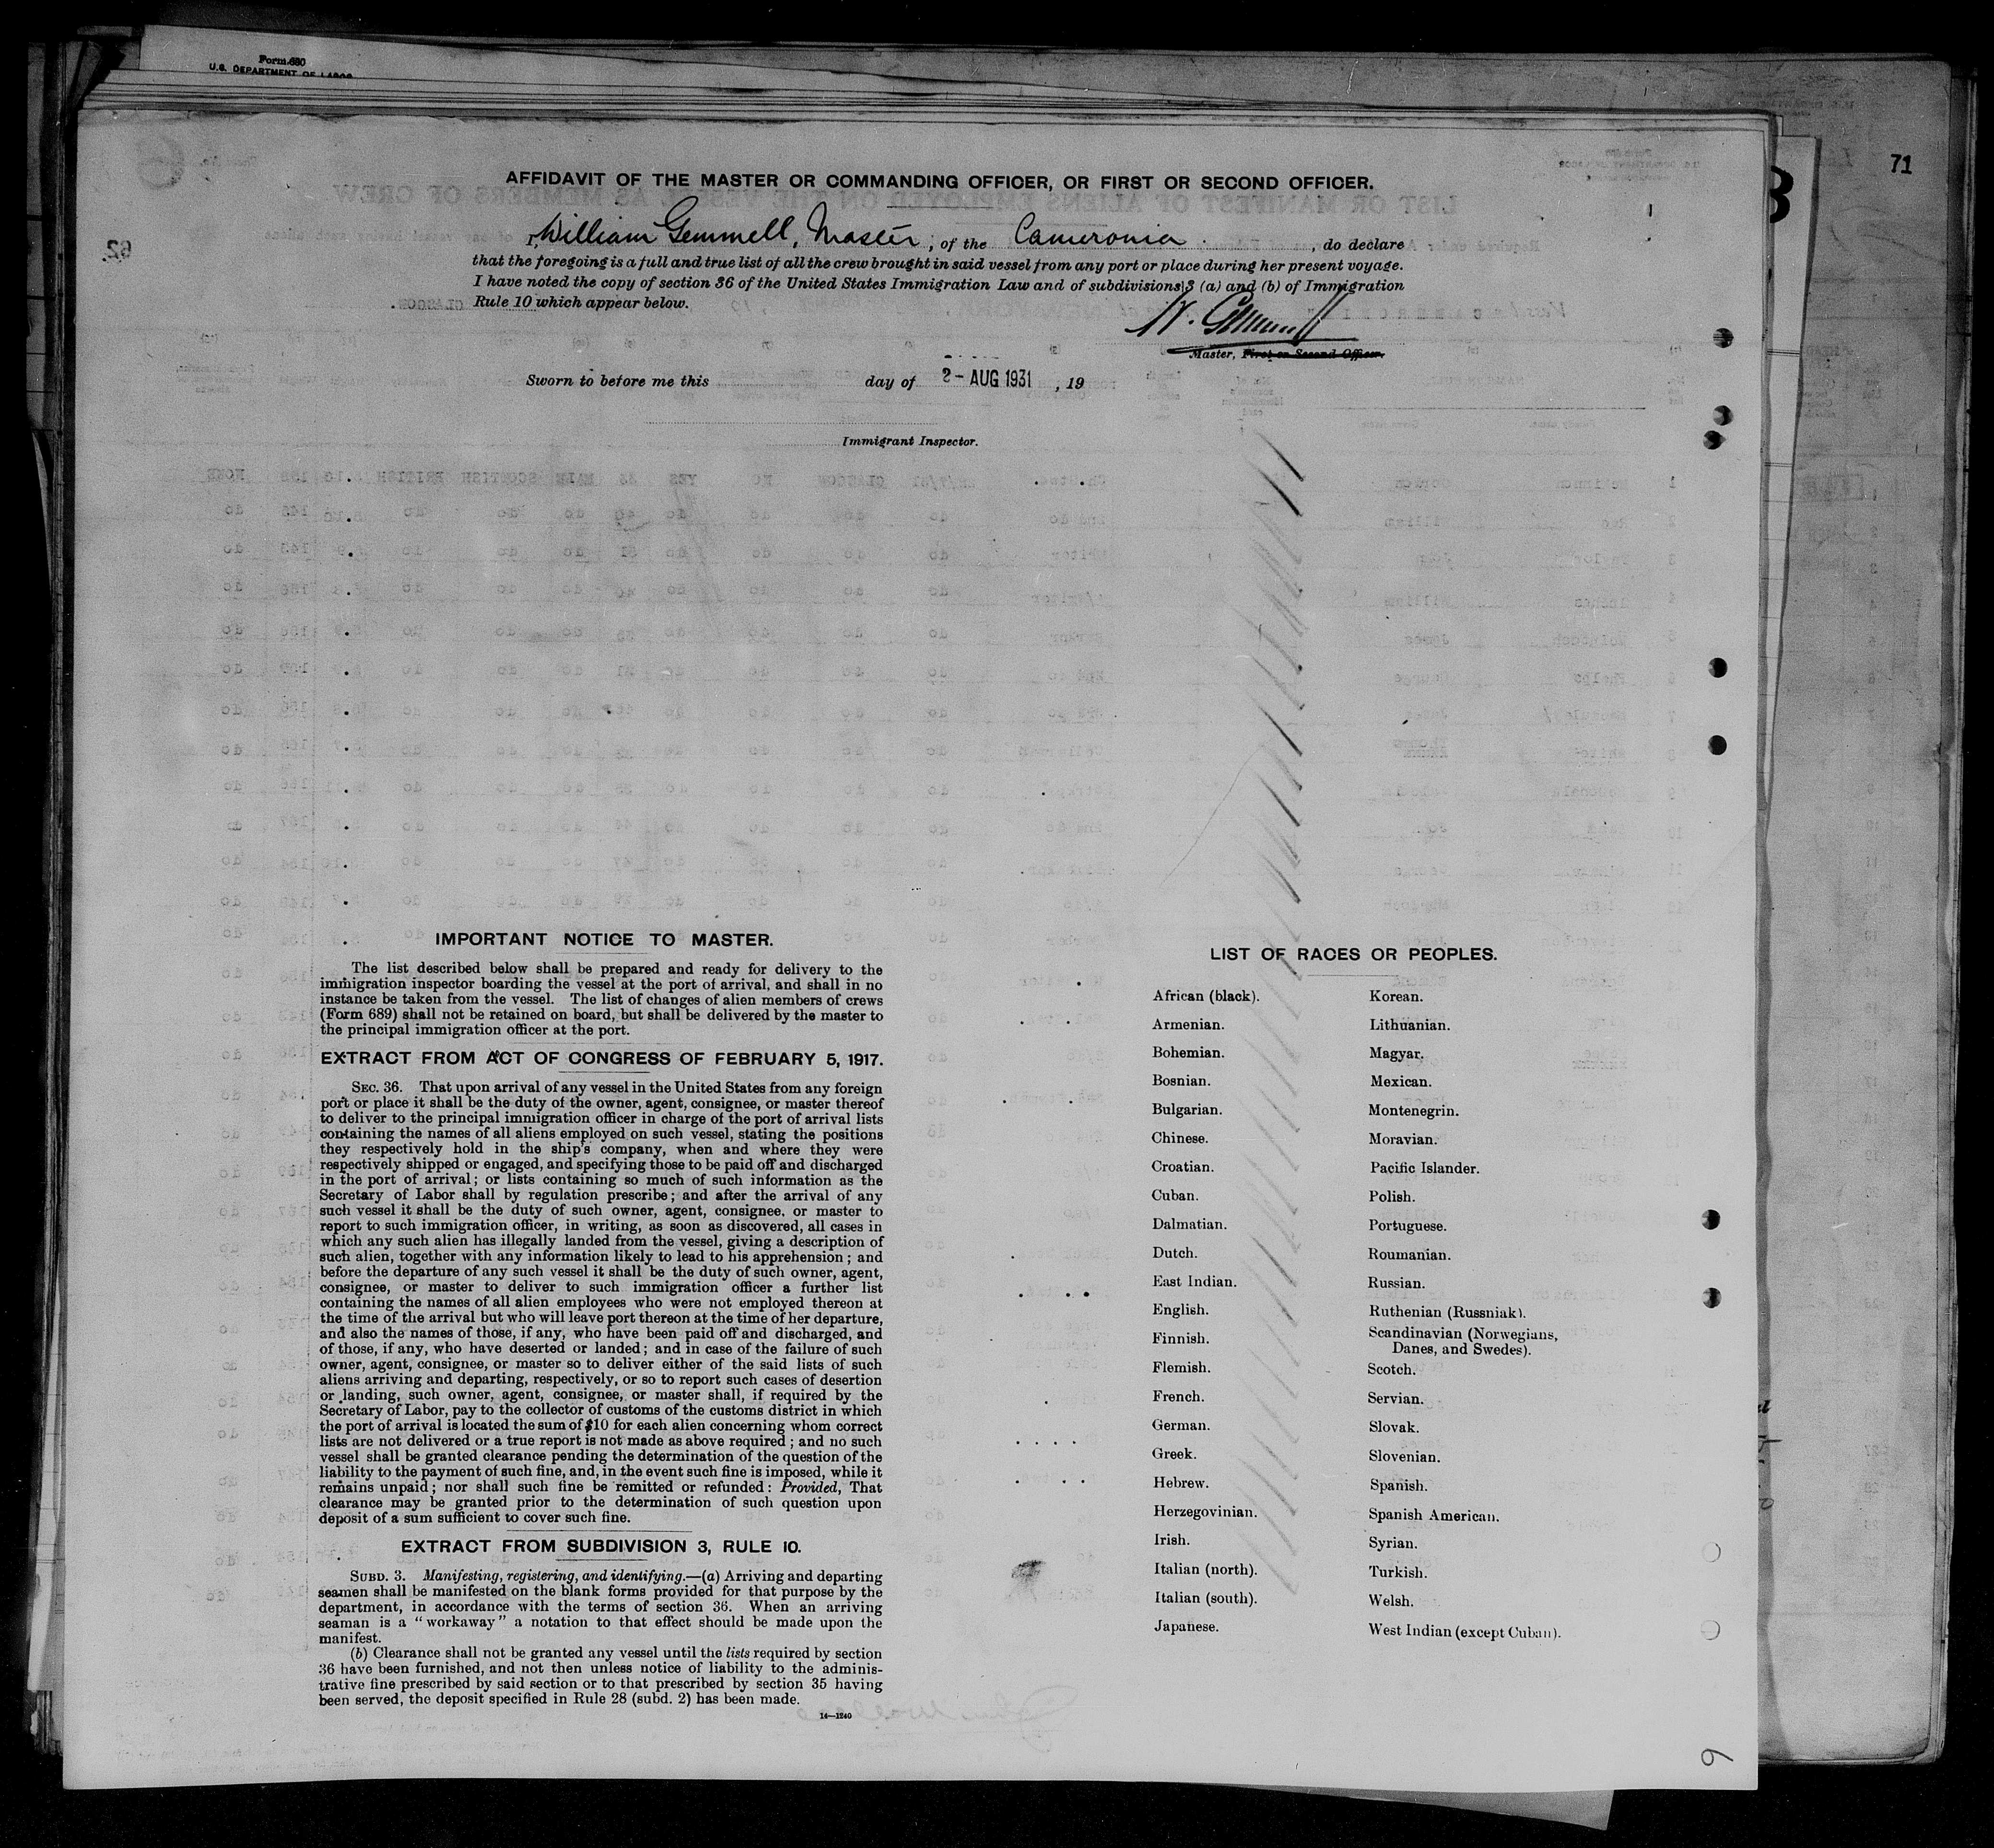 Form 680
U.S. DEPARTMENT OF LABOR
71
AFFIDAVIT OF THE MASTER OR COMMANDING OFFICER, OR FIRST OR SECOND OFFICER.
I, William Gemmell, Master, of the Cameronia, do declare
that the foregoing is a full and true list of all the crew brought in said vessel from any port or place during her present voyage.
I have noted the copy of section 36 of the United States Immigration Law and of subdivisions 3 (a) and (b) of Immigration
Rule 10 which appear below.
W. Gemmell
Master, First or Second Officer.
Sworn to before me this day of 2- AUG 1931, 19
Immigrant Inspector.
IMPORTANT NOTICE TO MASTER.
The list described below shall be prepared and ready for delivery to the
immigration inspector boarding the vessel at the port of arrival, and shall in no
instance be taken from the vessel. The list of changes of alien members of crews
(Form 689) shall not be retained on board, but shall be delivered by the master to
the principal immigration officer at the port.
EXTRACT FROM ACT OF CONGRESS OF FEBRUARY 5, 1917.
SEC. 36. That upon arrival of any vessel in the United States from any foreign
port or place it shall be the duty of the owner, agent, consignee, or master thereof
to deliver to the principal immigration officer in charge of the port of arrival lists
containing the names of all aliens employed on such vessel, stating the positions
they respectively hold in the ship's company, when and where they were
respectively shipped or engaged, and specifying those to be paid off and discharged
in the port of arrival; or lists containing so much of such information as the
Secretary of Labor shall by regulation prescribe; and after the arrival of any
such vessel it shall be the duty of such owner, agent, consignee, or master to
report to such immigration officer, in writing, as soon as discovered, all cases in
which any such alien has illegally landed from the vessel, giving a description of
such alien, together with any information likely to lead to his apprehension; and
before the departure of any such vessel it shall be the duty of such owner, agent,
consignee, or master to deliver to such immigration officer a further list
containing the names of all alien employees who were not employed thereon at
the time of the arrival but who will leave port thereon at the time of her departure,
and also the names of those, if any, who have been paid off and discharged, and
of those, if any, who have deserted or landed; and in case of the failure of such
owner, agent, consignee, or master so to deliver either of the said lists of such
aliens arriving and departing, respectively, or so to report such cases of desertion
or landing, such owner, agent, consignee, or master shall, if required by the
Secretary of Labor, pay to the collector of customs of the customs district in which
the port of arrival is located the sum of $10 for each alien concerning whom correct
lists are not delivered or a true report is not made as above required; and no such
vessel shall be granted clearance pending the determination of the question of the
liability to the payment of such fine, and, in the event such fine is imposed, while it
remains unpaid; nor shall such fine be remitted or refunded: Provided, That
clearance may be granted prior to the determination of such question upon
deposit of a sum sufficient to cover such fine.
EXTRACT FROM SUBDIVISION 3, RULE 10.
SUBD. 3. Manifesting, registering, and identifying.—(a) Arriving and departing
seamen shall be manifested on the blank forms provided for that purpose by the
department, in accordance with the terms of section 36. When an arriving
seaman is a "workaway" a notation to that effect should be made upon the
manifest.
(b) Clearance shall not be granted any vessel until the lists required by section
36 have been furnished, and not then unless notice of liability to the adminis-
trative fine prescribed by said section or to that prescribed by section 35 having
been served, the deposit specified in Rule 28 (subd. 2) has been made.
14—1240
LIST OF RACES OR PEOPLES.
African (black).
Armenian.
Bohemian.
Bosnian.
Bulgarian.
Chinese.
Croatian.
Cuban.
Dalmatian.
Dutch.
East Indian.
English.
Finnish.
Flemish.
French.
German.
Greek.
Hebrew.
Herzegovinian.
Irish.
Italian (north).
Italian (south).
Japanese.
Korean.
Lithuanian.
Magyar.
Mexican.
Montenegrin.
Moravian.
Pacific Islander.
Polish.
Portuguese.
Roumanian.
Russian.
Ruthenian (Russniak).
Scandinavian (Norwegians,
Danes, and Swedes).
Scotch.
Servian.
Slovak.
Slovenian.
Spanish.
Spanish American.
Syrian.
Turkish.
Welsh.
West Indian (except Cuban).